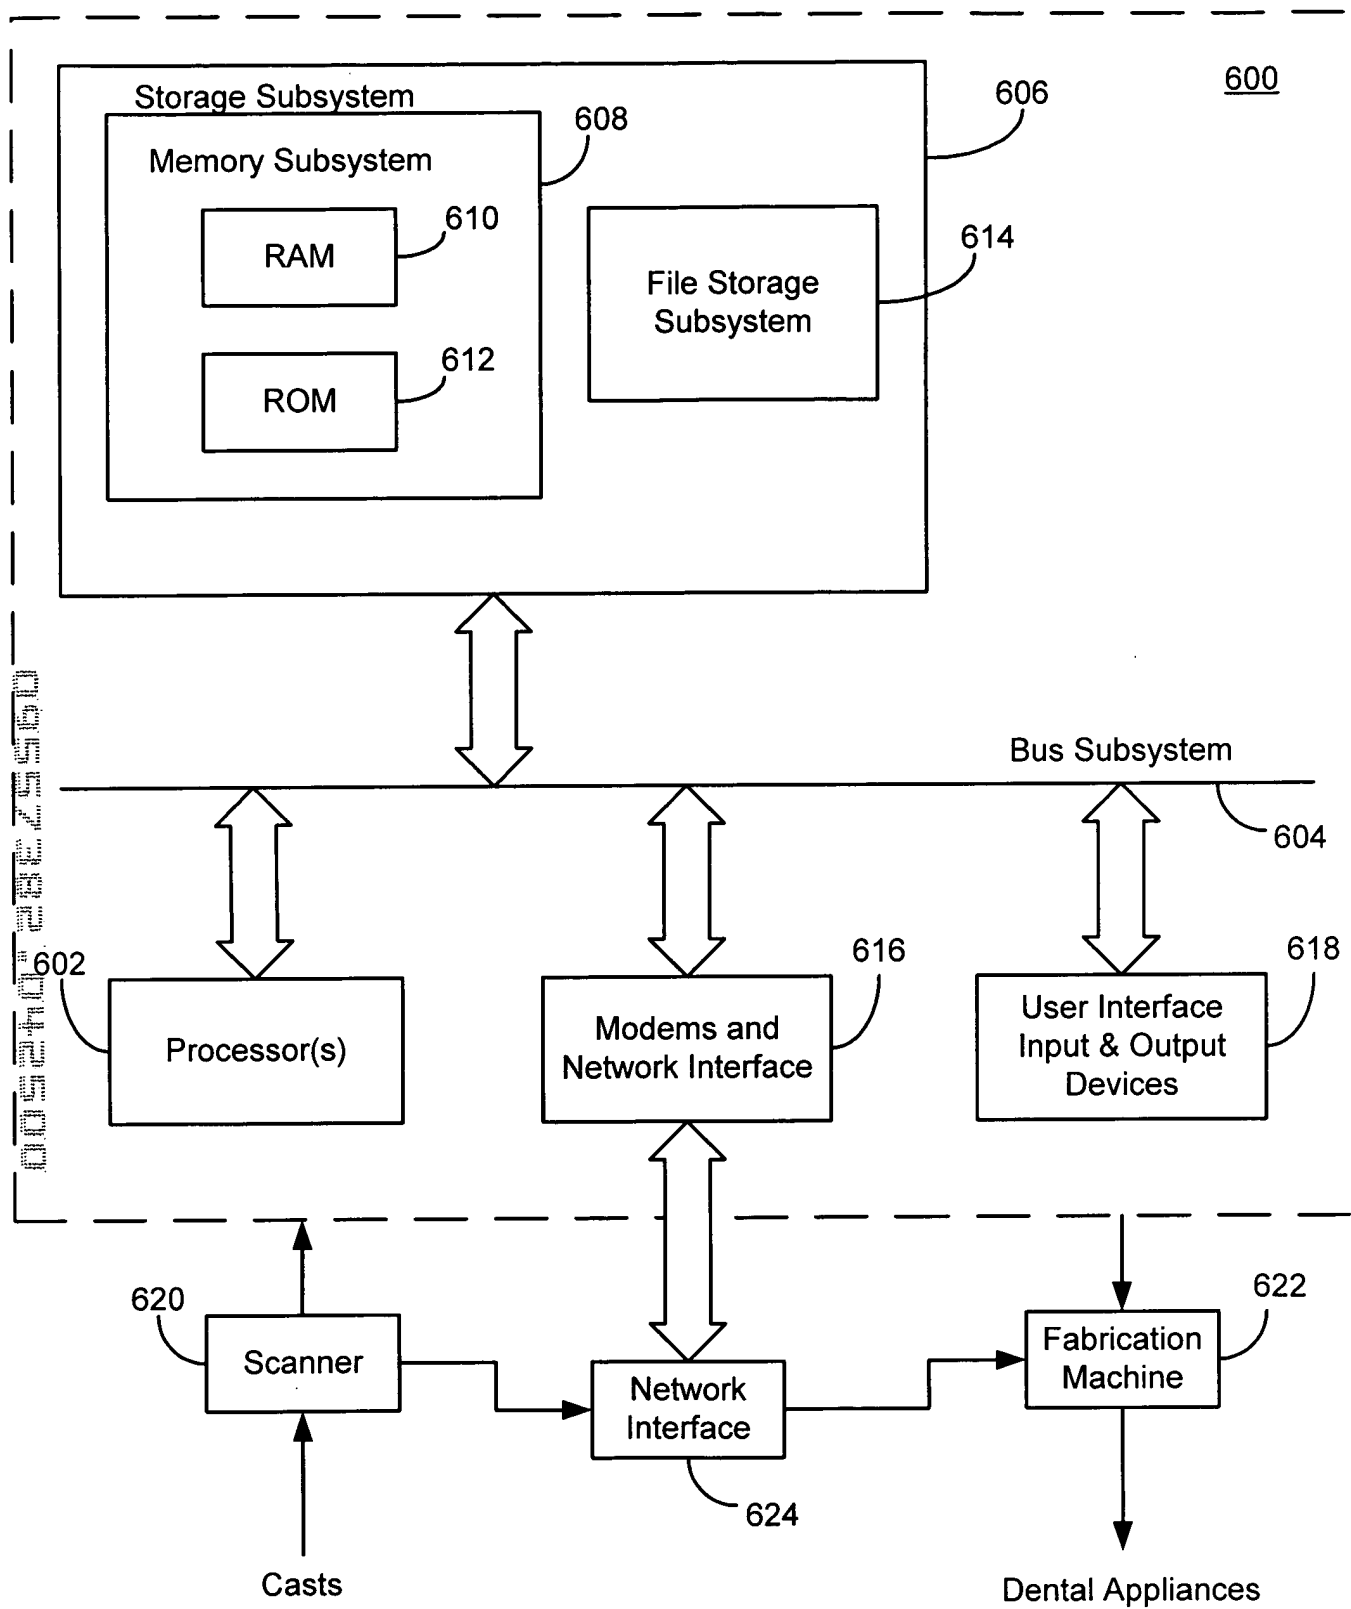 600
606
Storage Subsystem
608
Memory Subsystem
610
RAM
614
File Storage
Subsystem
612
ROM
Bus Subsystem
604
602
Processor(s)
616
Modems and
Network Interface
618
User Interface
Input & Output
Devices
09557382.042500
620
Scanner
622
Fabrication
Machine
Network
Interface
624
Casts
Dental Appliances